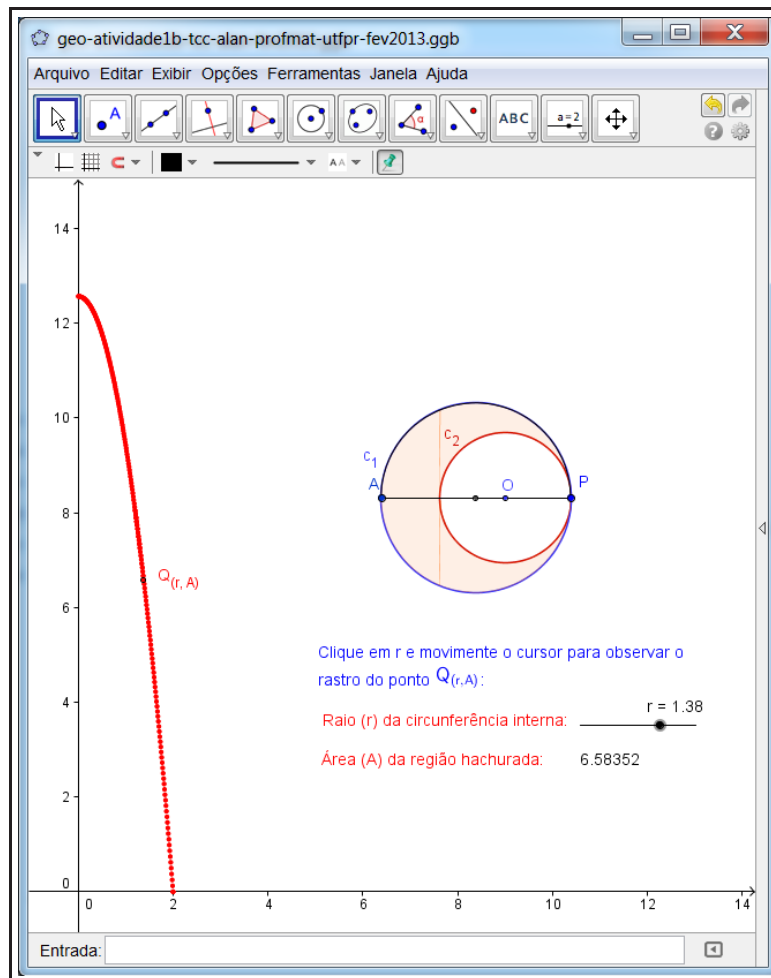 geo-atividade1b-tcc-alan-profmat-utfpr-fev2013.ggb
Arquivo Editar Exibir Opções Ferramentas Janela Ajuda
A
α
ABC
a=2
A A
14
12
10
8
6
4
2
0
0 2 4 6 8 10 12 14
c1
c2
A
O
P
Q(r, A)
Clique em r e movimente o cursor para observar o
rastro do ponto Q(r,A):
r = 1.38
Raio (r) da circunferência interna:
Área (A) da região hachurada: 6.58352
Entrada: